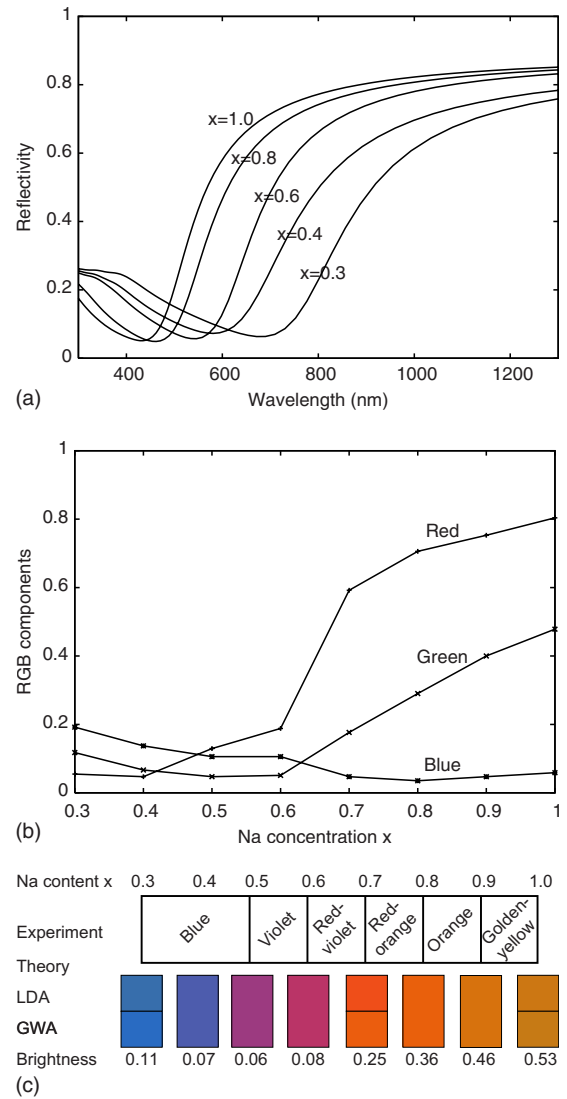 1
0.8
0.6
0.4
0.2
0
Reflectivity
x=1.0
x=0.8
x=0.6
x=0.4
x=0.3
400 600 800 1000 1200
(a) Wavelength (nm)
1
0.8
0.6
0.4
0.2
0
RGB components
Red
Green
Blue
0.3 0.4 0.5 0.6 0.7 0.8 0.9 1
(b) Na concentration x
Na content x 0.3 0.4 0.5 0.6 0.7 0.8 0.9 1.0
Experiment Blue Violet Red-violet Red-orange Orange Golden-yellow
Theory
LDA
GWA
Brightness 0.11 0.07 0.06 0.08 0.25 0.36 0.46 0.53
(c)